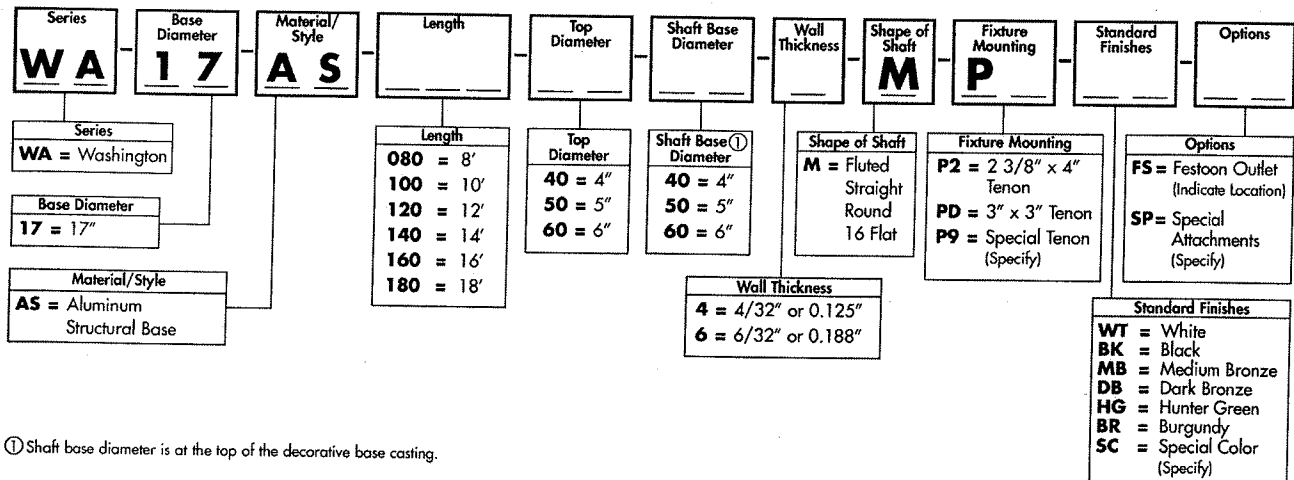 Series
WA
-
Base
Diameter
17
-
Material/
Style
AS
-
Length
-
Top
Diameter
-
Shaft Base
Diameter
-
Wall
Thickness
-
Shape of
Shaft
M
-
Fixture
Mounting
P
-
Standard
Finishes
-
Options
Series
WA = Washington
Base Diameter
17 = 17"
Material/Style
AS = Aluminum
Structural Base
Length
080 = 8'
100 = 10'
120 = 12'
140 = 14'
160 = 16'
180 = 18'
Top
Diameter
40 = 4"
50 = 5"
60 = 6"
Shaft Base①
Diameter
40 = 4"
50 = 5"
60 = 6"
Wall Thickness
4 = 4/32" or 0.125"
6 = 6/32" or 0.188"
Shape of Shaft
M = Fluted
Straight
Round
16 Flat
Fixture Mounting
P2 = 2 3/8" x 4"
Tenon
PD = 3" x 3" Tenon
P9 = Special Tenon
(Specify)
Standard Finishes
WT = White
BK = Black
MB = Medium Bronze
DB = Dark Bronze
HG = Hunter Green
BR = Burgundy
SC = Special Color
(Specify)
Options
FS = Festoon Outlet
(Indicate Location)
SP = Special
Attachments
(Specify)
① Shaft base diameter is at the top of the decorative base casting.